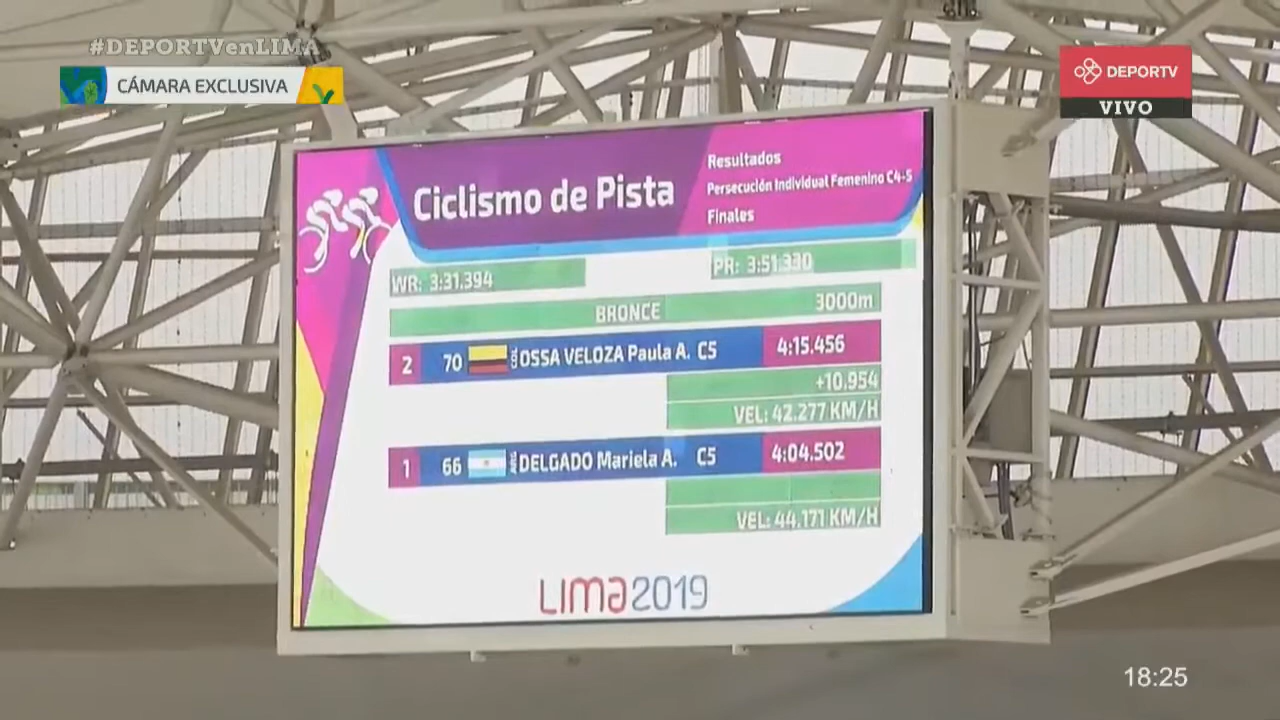 #DEPORTVenLIMA
CÁMARA EXCLUSIVA
DEPORTV
VIVO
Ciclismo de Pista
Resultados
Persecución Individual Femenino C4-5
Finales
WR: 3:31.394
PR: 3:51.330
BRONCE 3000m
2 70 COL OSSA VELOZA Paula A. C5 4:15.456
+10.954
VEL: 42.277 KM/H
1 66 ARG DELGADO Mariela A. C5 4:04.502
VEL: 44.171 KM/H
LIMA2019
18:25